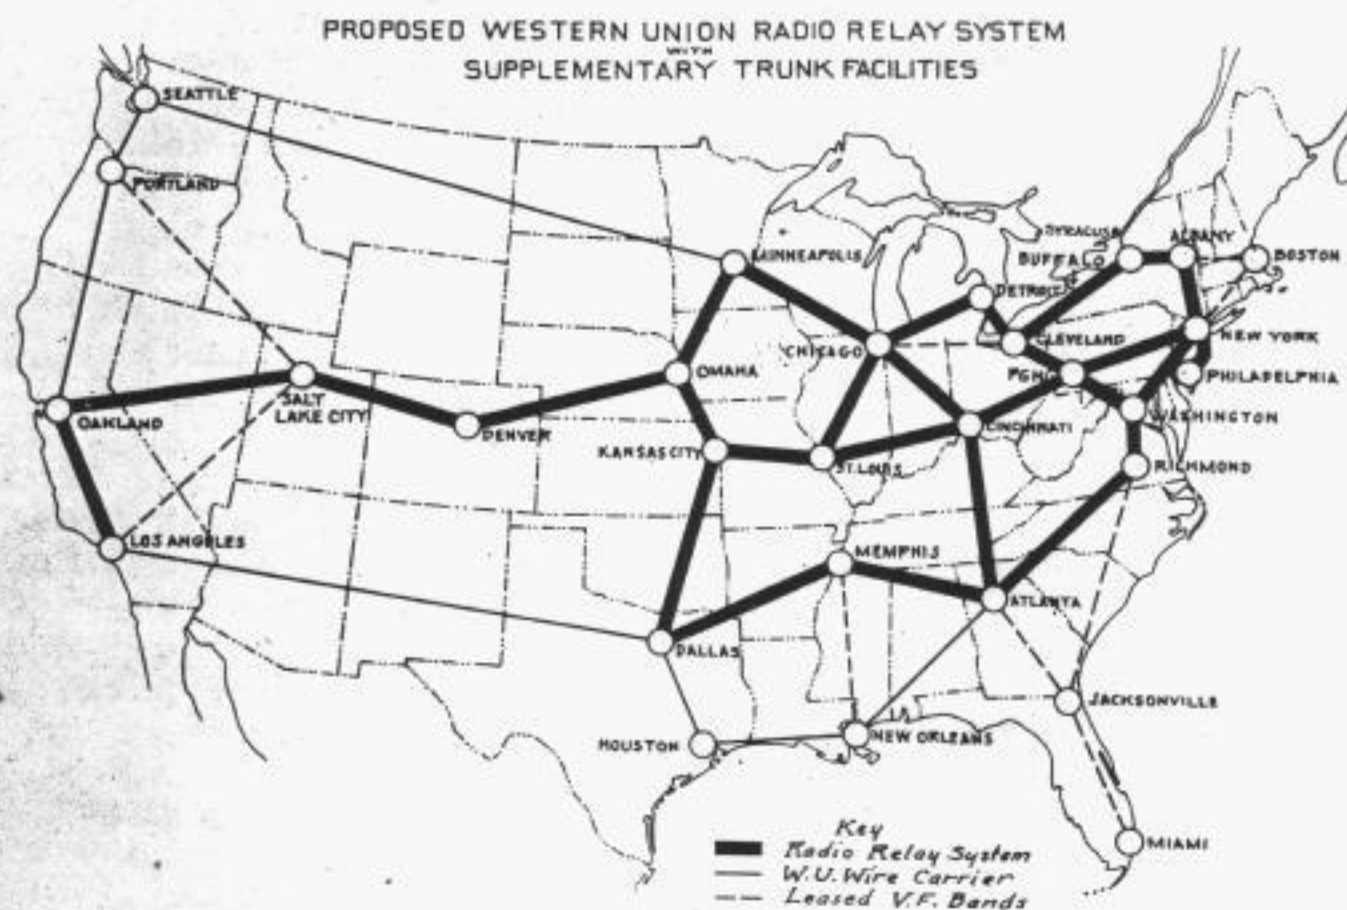 PROPOSED WESTERN UNION RADIO RELAY SYSTEM
WITH
SUPPLEMENTARY TRUNK FACILITIES
SEATTLE
PORTLAND
MINNEAPOLIS
SYRACUSE
ALBANY
BUFFALO
BOSTON
DETROIT
NEW YORK
CHICAGO
CLEVELAND
OMAHA
PGH.
PHILADELPHIA
SALT
LAKE CITY
OAKLAND
DENVER
WASHINGTON
CINCINNATI
KANSAS CITY
ST. LOUIS
RICHMOND
LOS ANGELES
MEMPHIS
ATLANTA
DALLAS
JACKSONVILLE
HOUSTON
NEW ORLEANS
MIAMI
Key
Radio Relay System
W.U. Wire Carrier
Leased V.F. Bands